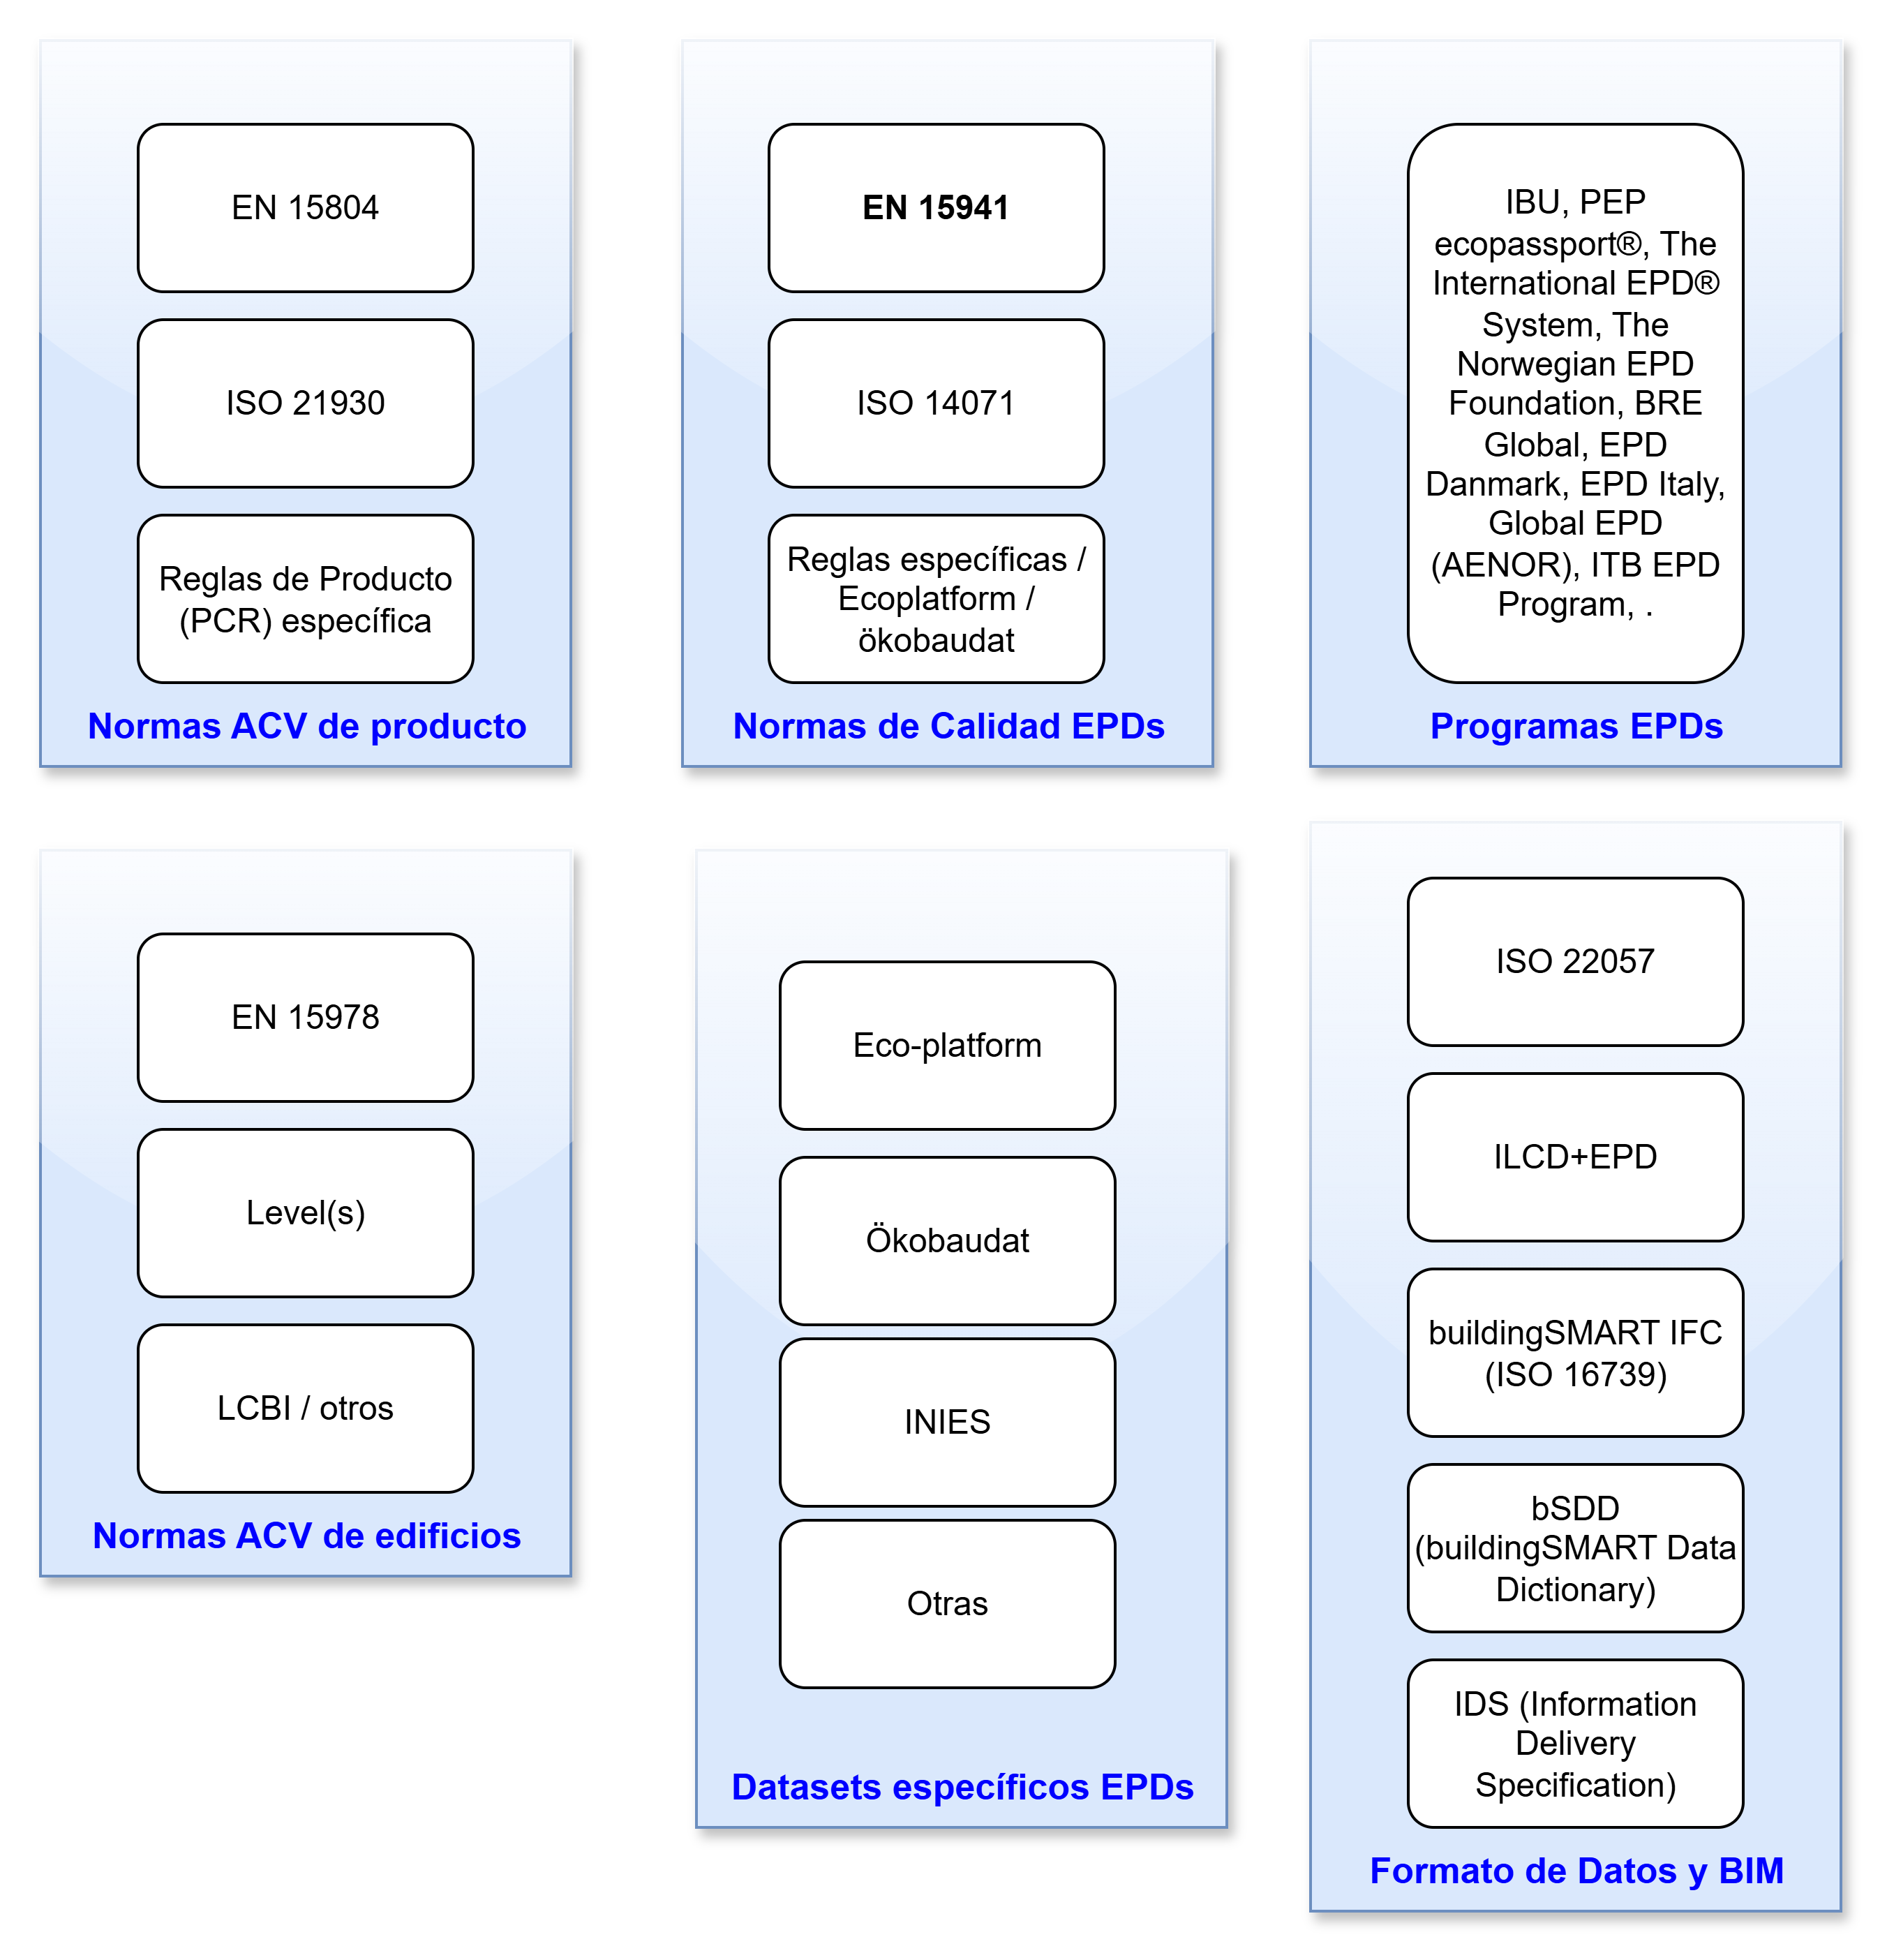 EN 15804
ISO 21930
Reglas de Producto
(PCR) específica
Normas ACV de producto
EN 15941
ISO 14071
Reglas específicas /
Ecoplatform /
ökobaudat
Normas de Calidad EPDs
IBU, PEP
ecopassport®, The
International EPD®
System, The
Norwegian EPD
Foundation, BRE
Global, EPD
Danmark, EPD Italy,
Global EPD
(AENOR), ITB EPD
Program, .
Programas EPDs
EN 15978
Level(s)
LCBI / otros
Normas ACV de edificios
Eco-platform
Ökobaudat
INIES
Otras
Datasets específicos EPDs
ISO 22057
ILCD+EPD
buildingSMART IFC
(ISO 16739)
bSDD
(buildingSMART Data
Dictionary)
IDS (Information
Delivery
Specification)
Formato de Datos y BIM